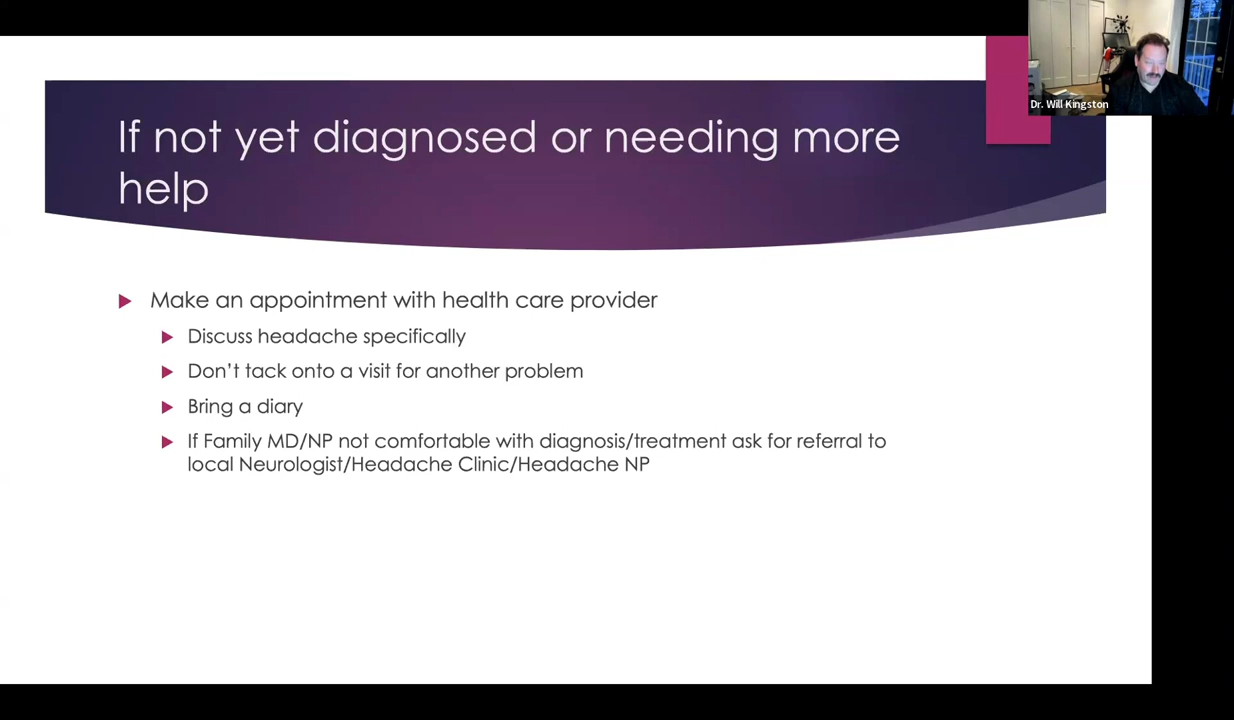 Dr. Will Kingston
If not yet diagnosed or needing more
help
Make an appointment with health care provider
Discuss headache specifically
Don't tack onto a visit for another problem
Bring a diary
If Family MD/NP not comfortable with diagnosis/treatment ask for referral to
local Neurologist/Headache Clinic/Headache NP